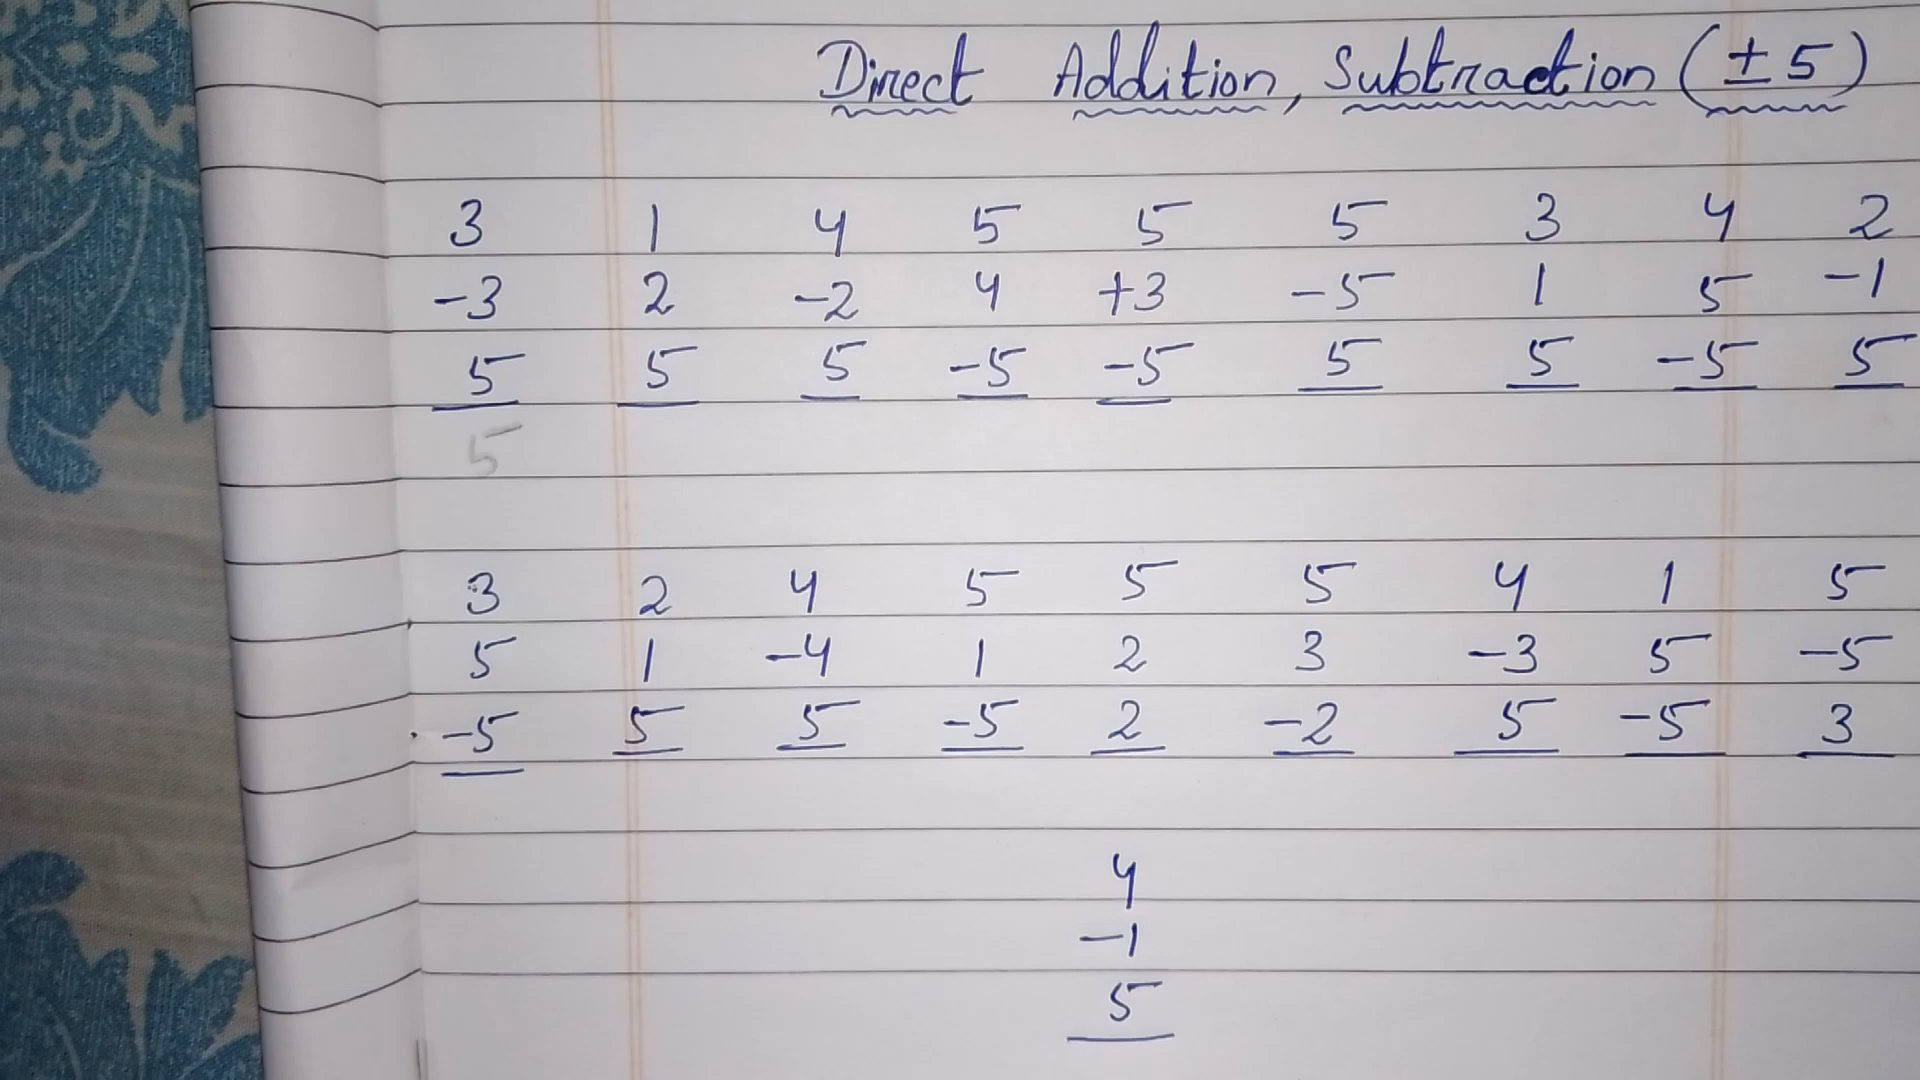 Direct Addition, Subtraction (±5)
3 1 4 5 5 5 3 4 2
-3 2 -2 4 +3 -5 1 5 -1
5 5 5 -5 -5 5 5 -5 5
5
3 2 4 5 5 5 4 1 5
5 1 -4 1 2 3 -3 5 -5
-5 5 5 -5 2 -2 5 -5 3
4
-1
5